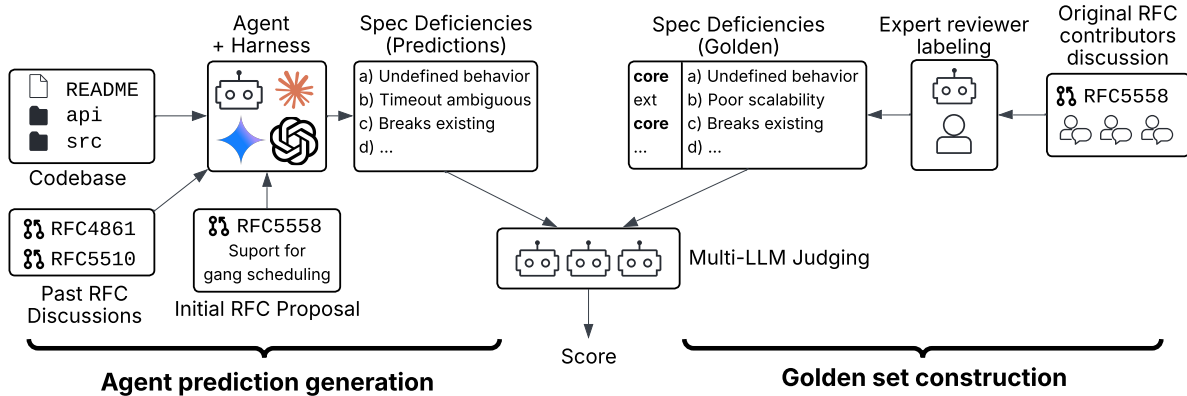 Agent
+ Harness
Spec Deficiencies
(Predictions)
Spec Deficiencies
(Golden)
Expert reviewer
labeling
Original RFC
contributors
discussion
README
api
src
Codebase
a) Undefined behavior
b) Timeout ambiguous
c) Breaks existing
d) ...
core
ext
core
...
a) Undefined behavior
b) Poor scalability
c) Breaks existing
d) ...
RFC5558
RFC4861
RFC5510
Past RFC
Discussions
RFC5558
Suport for
gang scheduling
Initial RFC Proposal
Multi-LLM Judging
Score
Agent prediction generation
Golden set construction